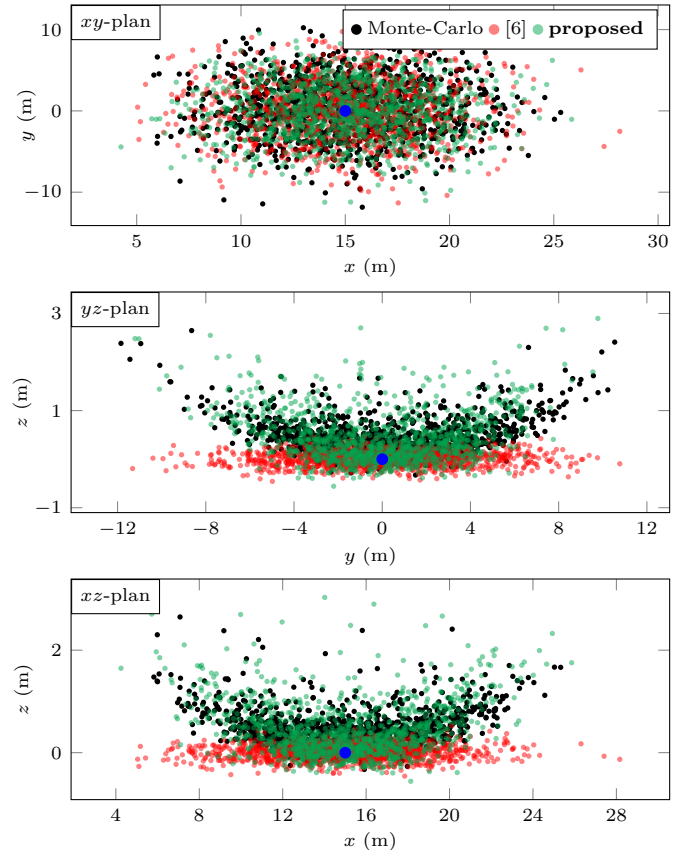 xy-plan
Monte-Carlo [6] proposed
10
0
−10
y (m)
5 10 15 20 25 30
x (m)
yz-plan
3
1
−1
z (m)
−12 −8 −4 0 4 8 12
y (m)
xz-plan
2
0
z (m)
4 8 12 16 20 24 28
x (m)